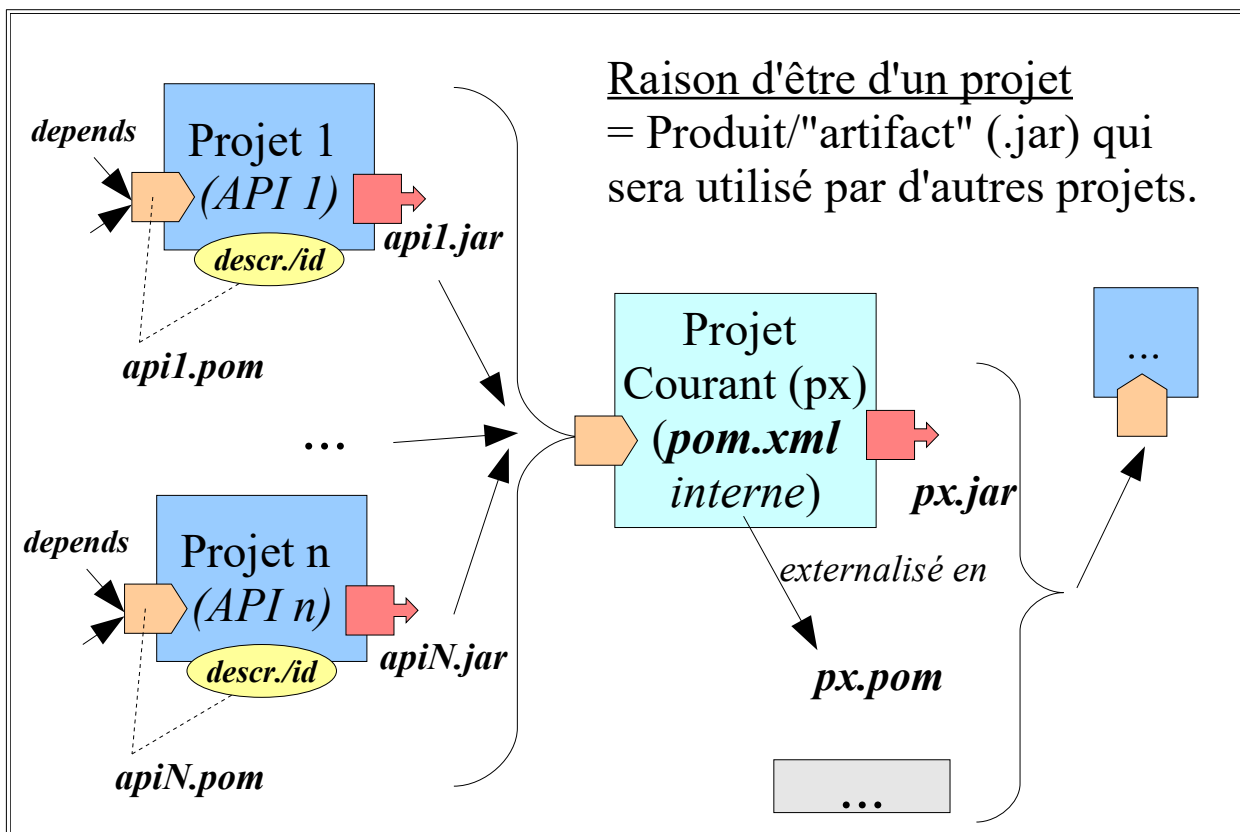 Raison d'être d'un projet
= Produit/"artifact" (.jar) qui
sera utilisé par d'autres projets.
depends
Projet 1
(API 1)
api1.jar
descr./id
api1.pom
...
depends
Projet n
(API n)
apiN.jar
descr./id
apiN.pom
Projet
Courant (px)
(pom.xml
interne)
px.jar
externalisé en
px.pom
...
...